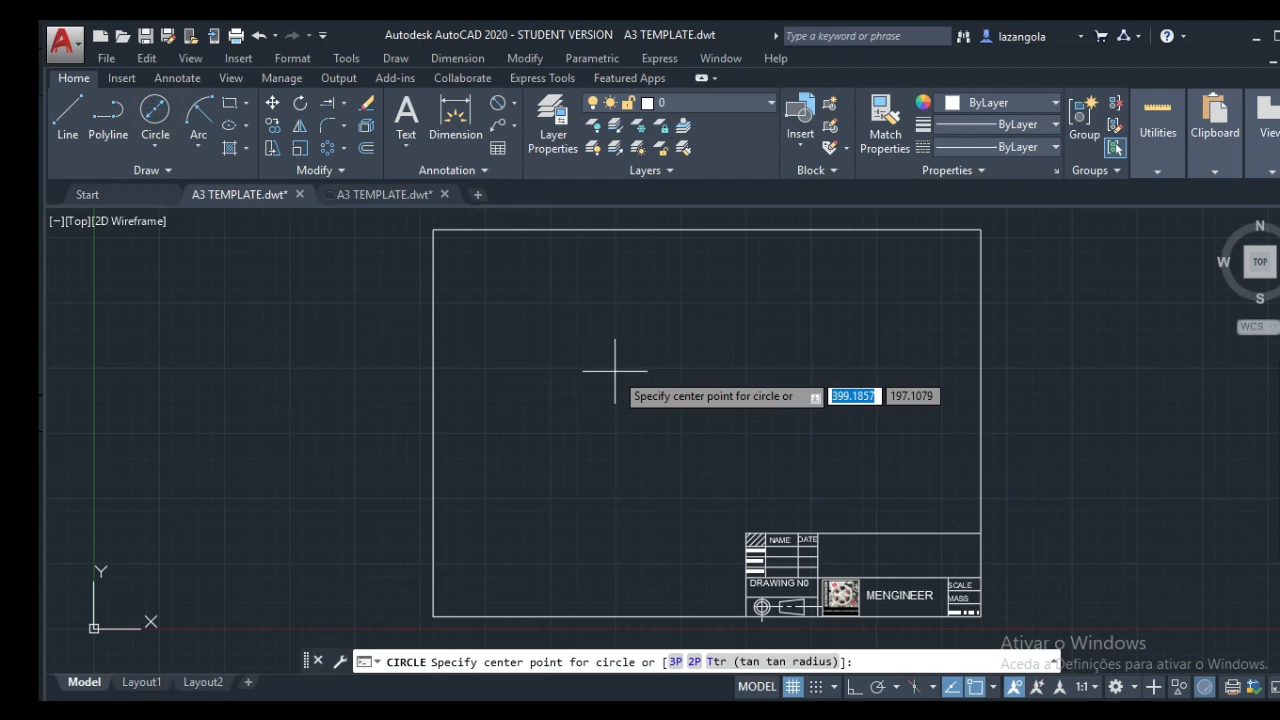 Autodesk AutoCAD 2020 - STUDENT VERSION A3 TEMPLATE.dwt
Type a keyword or phrase
lazangola
File Edit View Insert Format Tools Draw Dimension Modify Parametric Express Window Help
Home Insert Annotate View Manage Output Add-ins Collaborate Express Tools Featured Apps
0
ByLayer
ByLayer
ByLayer
Line Polyline Circle Arc
Text Dimension
Layer Properties
Insert
Match Properties
Group
Utilities
Clipboard
View
Draw Modify Annotation Layers Block Properties Groups
Start A3 TEMPLATE.dwt* A3 TEMPLATE.dwt*
[−][Top][2D Wireframe]
N
W TOP
S
WCS
Specify center point for circle or 399.1857 197.1079
NAME DATE
DRAWING N0
MENGINEER
SCALE
MASS
Y
X
Ativar o Windows
Aceda a Definições para ativar o Windows.
CIRCLE Specify center point for circle or [3P 2P Ttr (tan tan radius)]:
Model Layout1 Layout2
MODEL
1:1